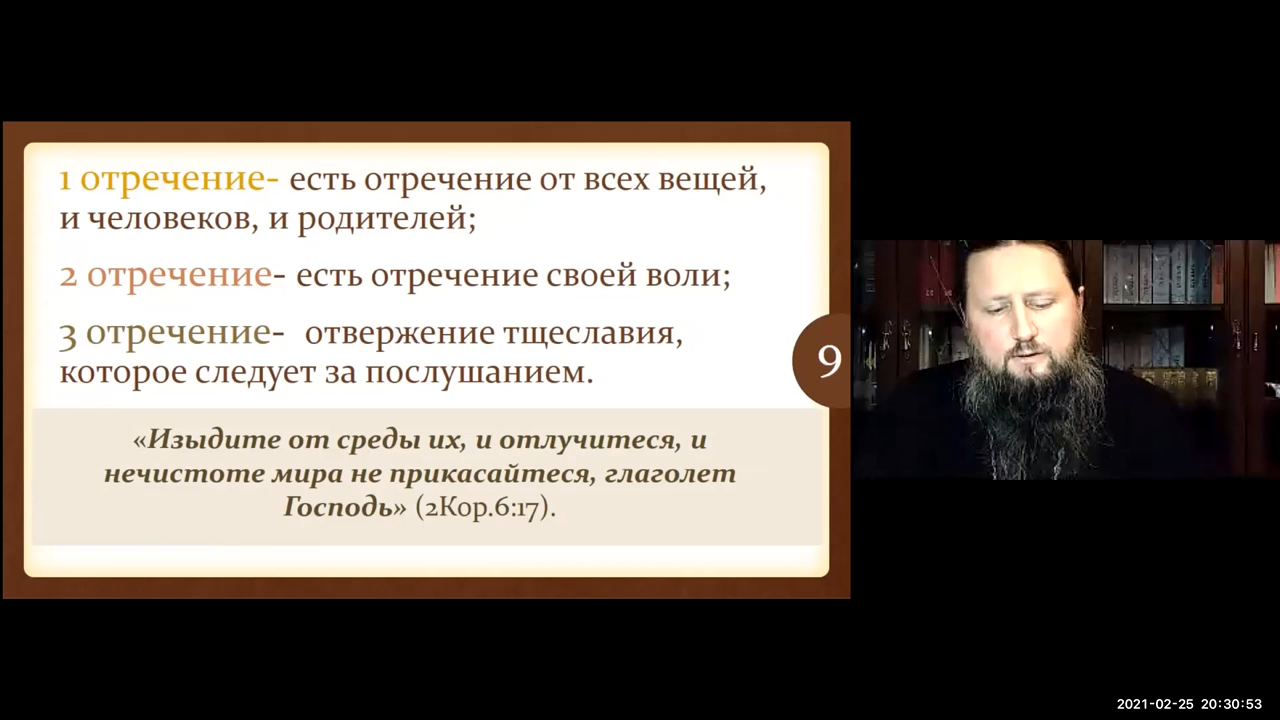 1 отречение- есть отречение от всех вещей,
и человеков, и родителей;
2 отречение- есть отречение своей воли;
3 отречение- отвержение тщеславия,
которое следует за послушанием.
9
«Изыдите от среды их, и отлучитеся, и
нечистоте мира не прикасайтеся, глаголет
Господь» (2Кор.6:17).
2021-02-25 20:30:53